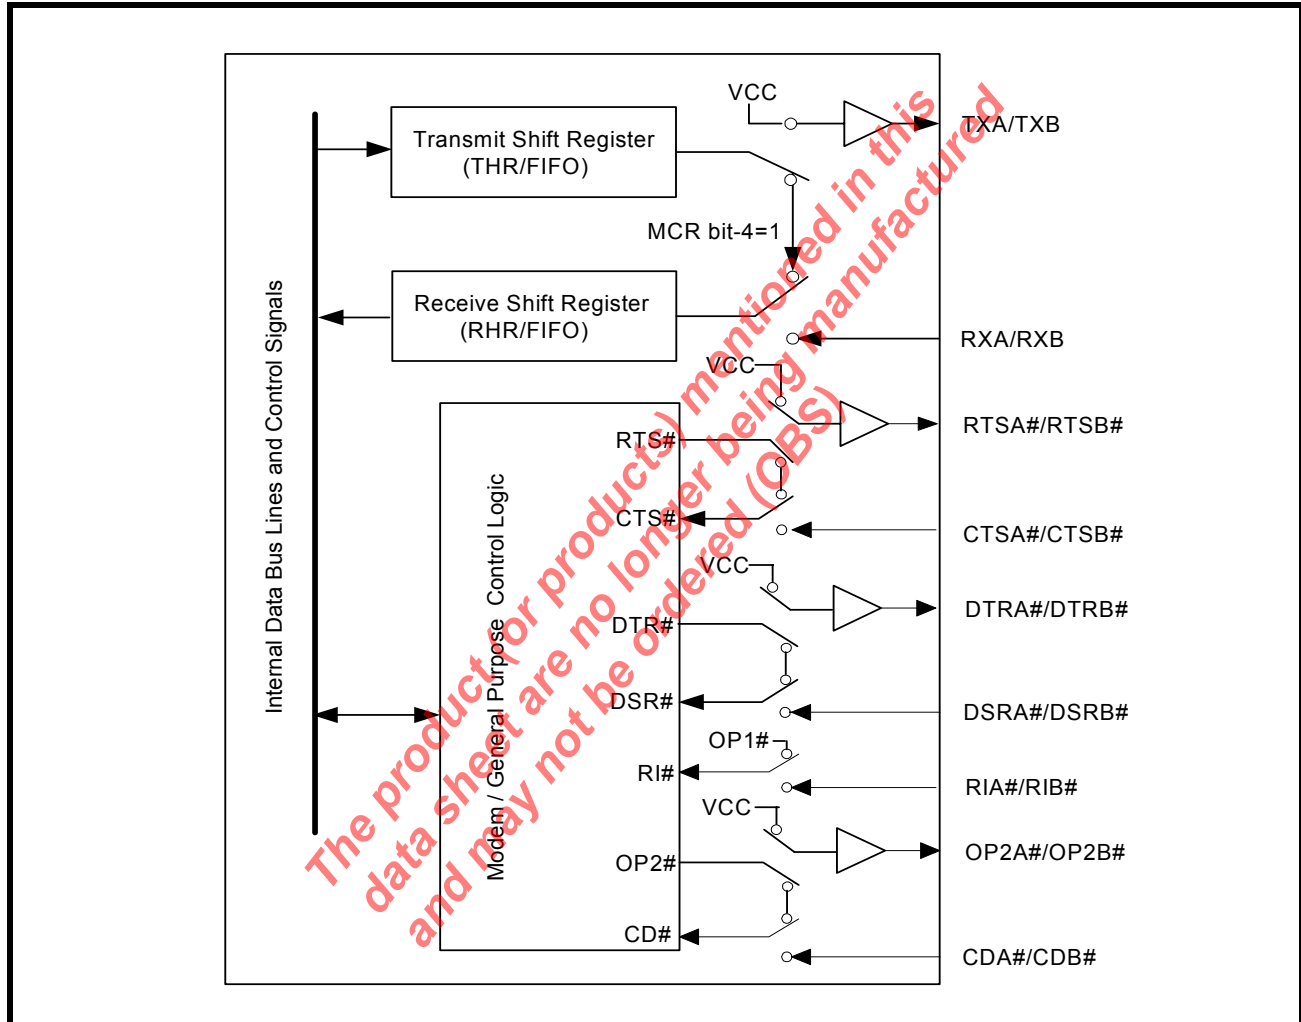 VCC
TXA/TXB
Transmit Shift Register
(THR/FIFO)
MCR bit-4=1
Receive Shift Register
(RHR/FIFO)
RXA/RXB
VCC
RTSA#/RTSB#
RTS#
CTS#
CTSA#/CTSB#
VCC
DTRA#/DTRB#
DTR#
DSR#
DSRA#/DSRB#
OP1#
RI#
RIA#/RIB#
VCC
OP2A#/OP2B#
OP2#
CD#
CDA#/CDB#
Internal Data Bus Lines and Control Signals
Modem / General Purpose Control Logic
The product (or products) mentioned in this
data sheet are no longer being manufactured
and may not be ordered (OBS)